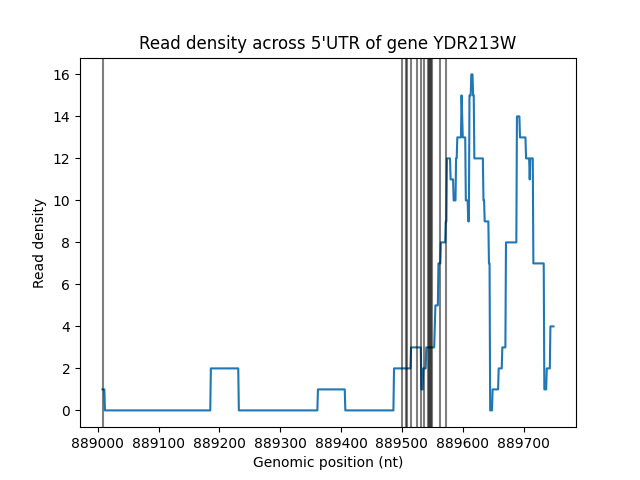 Read density across 5'UTR of gene YDR213W
Read density
16
14
12
10
8
6
4
2
0
889000 889100 889200 889300 889400 889500 889600 889700
Genomic position (nt)